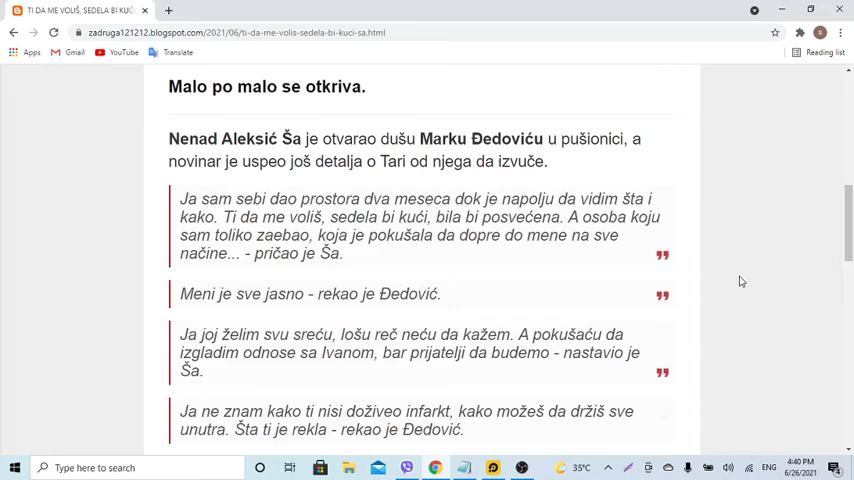 TI DA ME VOLIŠ, SEDELA BI KUĆI
zadruga121212.blogspot.com/2021/06/ti-da-me-volis-sedela-bi-kuci-sa.html
Apps Gmail YouTube Translate Reading list
Malo po malo se otkriva.
Nenad Aleksić Ša je otvarao dušu Marku Đedoviću u pušionici, a
novinar je uspeo još detalja o Tari od njega da izvuče.
Ja sam sebi dao prostora dva meseca dok je napolju da vidim šta i
kako. Ti da me voliš, sedela bi kući, bila bi posvećena. A osoba koju
sam toliko zaebao, koja je pokušala da dopre do mene na sve
načine... - pričao je Ša.
Meni je sve jasno - rekao je Đedović.
Ja joj želim svu sreću, lošu reč neću da kažem. A pokušaću da
izgladim odnose sa Ivanom, bar prijatelji da budemo - nastavio je
Ša.
Ja ne znam kako ti nisi doživeo infarkt, kako možeš da držiš sve
unutra. Šta ti je rekla - rekao je Đedović.
Type here to search
35°C
ENG
4:40 PM
6/26/2021
4